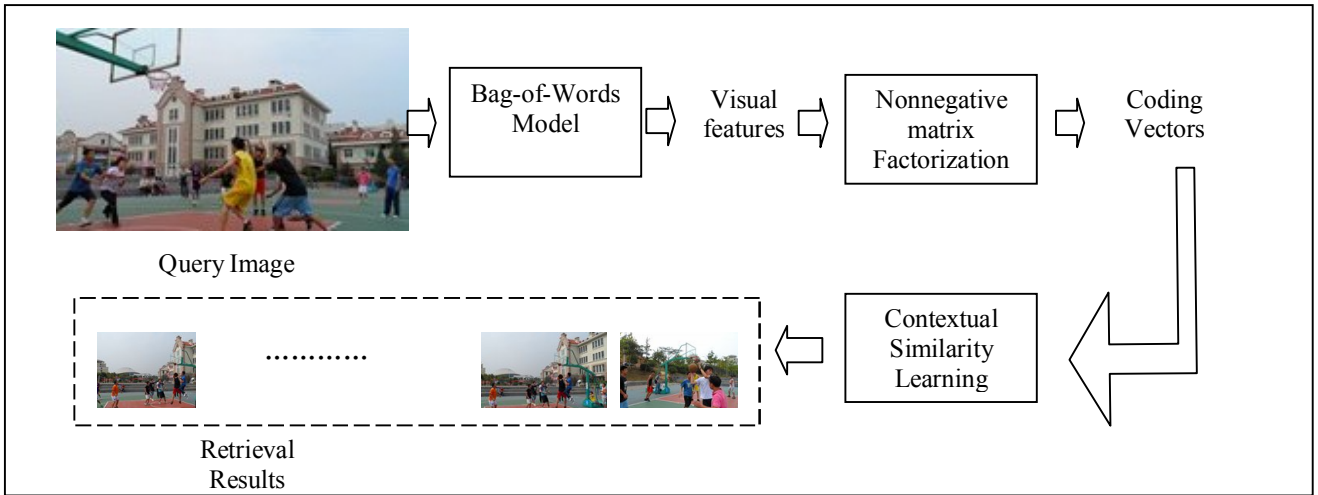 Bag-of-Words
Model
Visual
features
Nonnegative
matrix
Factorization
Coding
Vectors
Query Image
Contextual
Similarity
Learning
.............
Retrieval
Results